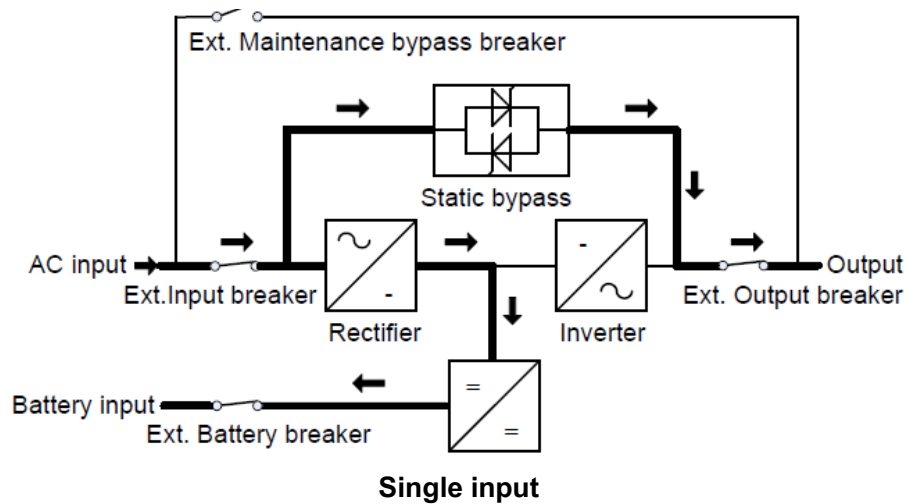 Ext. Maintenance bypass breaker
Static bypass
AC input
Output
Ext.Input breaker
Ext. Output breaker
-
-
Rectifier
Inverter
=
=
Battery input
Ext. Battery breaker
Single input